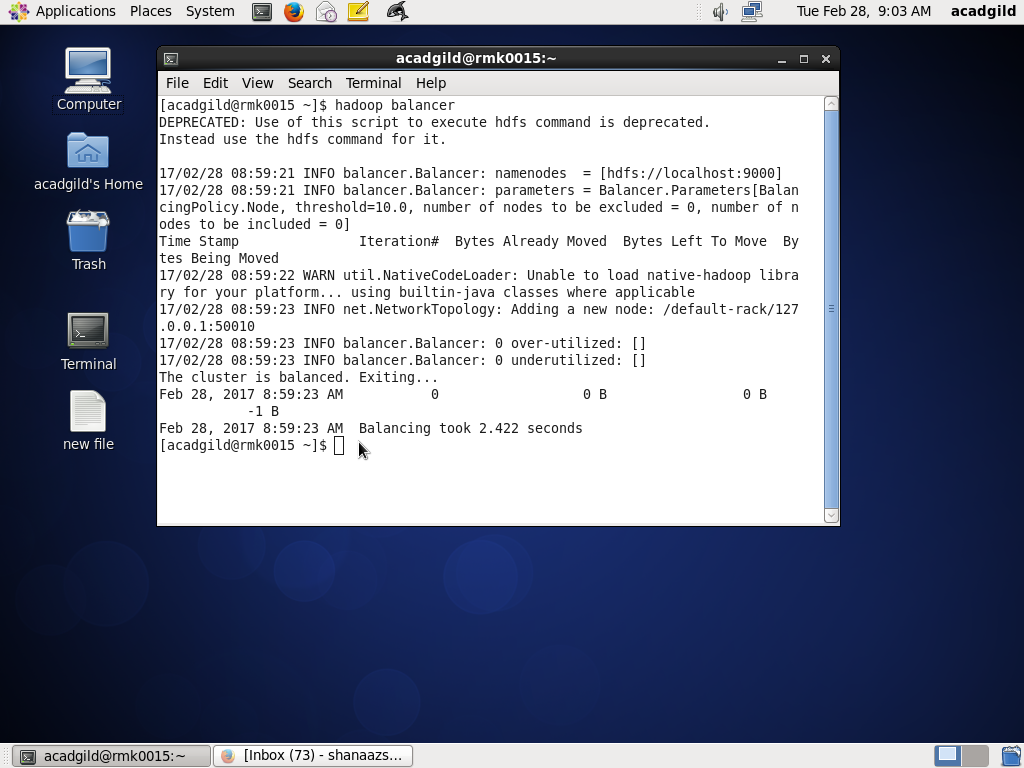 Applications Places System Tue Feb 28, 9:03 AM acadgild
Computer
acadgild's Home
Trash
Terminal
new file
acadgild@rmk0015:~
File Edit View Search Terminal Help
[acadgild@rmk0015 ~]$ hadoop balancer
DEPRECATED: Use of this script to execute hdfs command is deprecated.
Instead use the hdfs command for it.
17/02/28 08:59:21 INFO balancer.Balancer: namenodes  = [hdfs://localhost:9000]
17/02/28 08:59:21 INFO balancer.Balancer: parameters = Balancer.Parameters[Balan
cingPolicy.Node, threshold=10.0, number of nodes to be excluded = 0, number of n
odes to be included = 0]
Time Stamp               Iteration#  Bytes Already Moved  Bytes Left To Move  By
tes Being Moved
17/02/28 08:59:22 WARN util.NativeCodeLoader: Unable to load native-hadoop libra
ry for your platform... using builtin-java classes where applicable
17/02/28 08:59:23 INFO net.NetworkTopology: Adding a new node: /default-rack/127
.0.0.1:50010
17/02/28 08:59:23 INFO balancer.Balancer: 0 over-utilized: []
17/02/28 08:59:23 INFO balancer.Balancer: 0 underutilized: []
The cluster is balanced. Exiting...
Feb 28, 2017 8:59:23 AM           0                  0 B                 0 B
           -1 B
Feb 28, 2017 8:59:23 AM  Balancing took 2.422 seconds
[acadgild@rmk0015 ~]$
acadgild@rmk0015:~ [Inbox (73) - shanaazs...